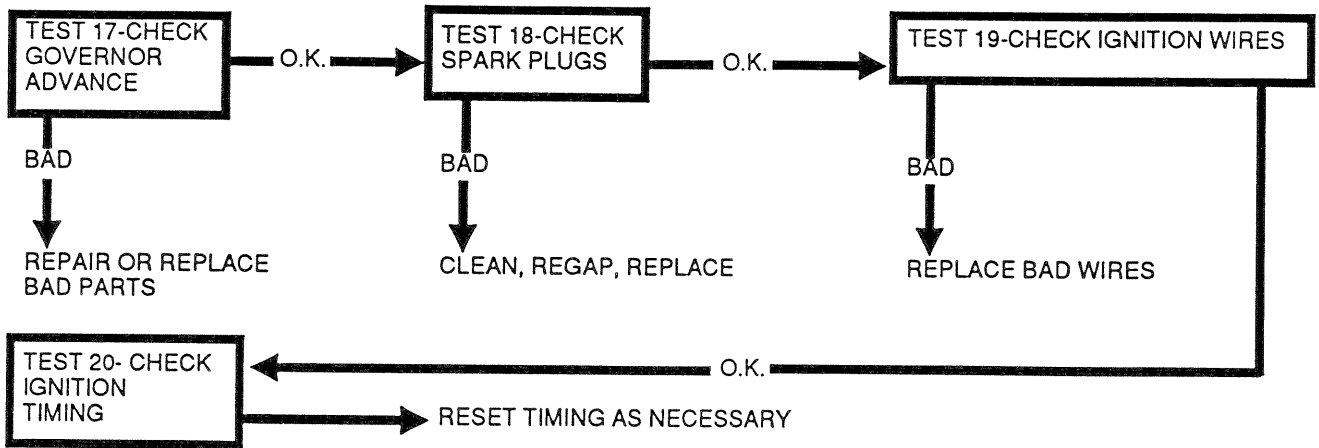 TEST 17-CHECK
GOVERNOR
ADVANCE
O.K.
TEST 18-CHECK
SPARK PLUGS
O.K.
TEST 19-CHECK IGNITION WIRES
BAD
BAD
BAD
REPAIR OR REPLACE
BAD PARTS
CLEAN, REGAP, REPLACE
REPLACE BAD WIRES
TEST 20- CHECK
IGNITION
TIMING
O.K.
RESET TIMING AS NECESSARY